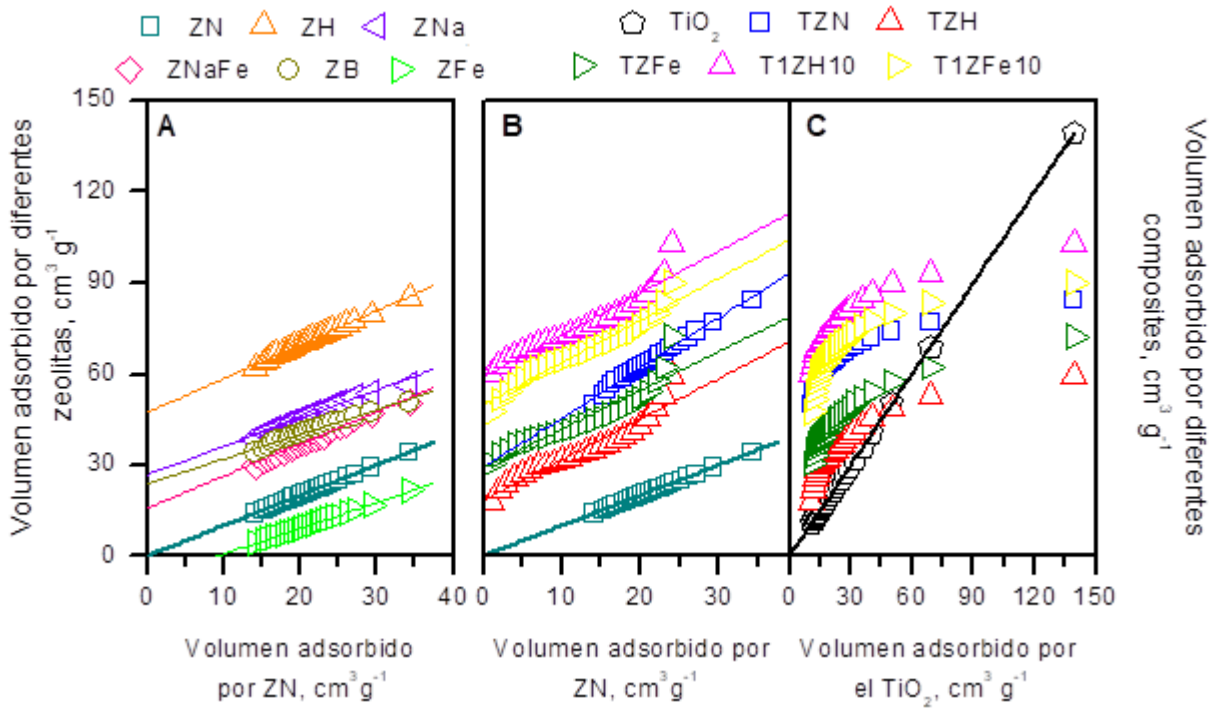 ZN ZH ZNa TiO₂ TZN TZH
ZNaFe ZB ZFe TZFe T1ZH10 T1ZFe10
Volumen adsorbido por diferentes
zeolitas, cm³ g⁻¹
150
120
90
60
30
0
A
B
C
0 10 20 30 40
0 10 20 30
0 30 60 90 120 150
Volumen adsorbido
por ZN, cm³ g⁻¹
Volumen adsorbido por
ZN, cm³ g⁻¹
Volumen adsorbido por
el TiO₂, cm³ g⁻¹
Volumen adsorbido por diferentes
composites, cm³ g⁻¹